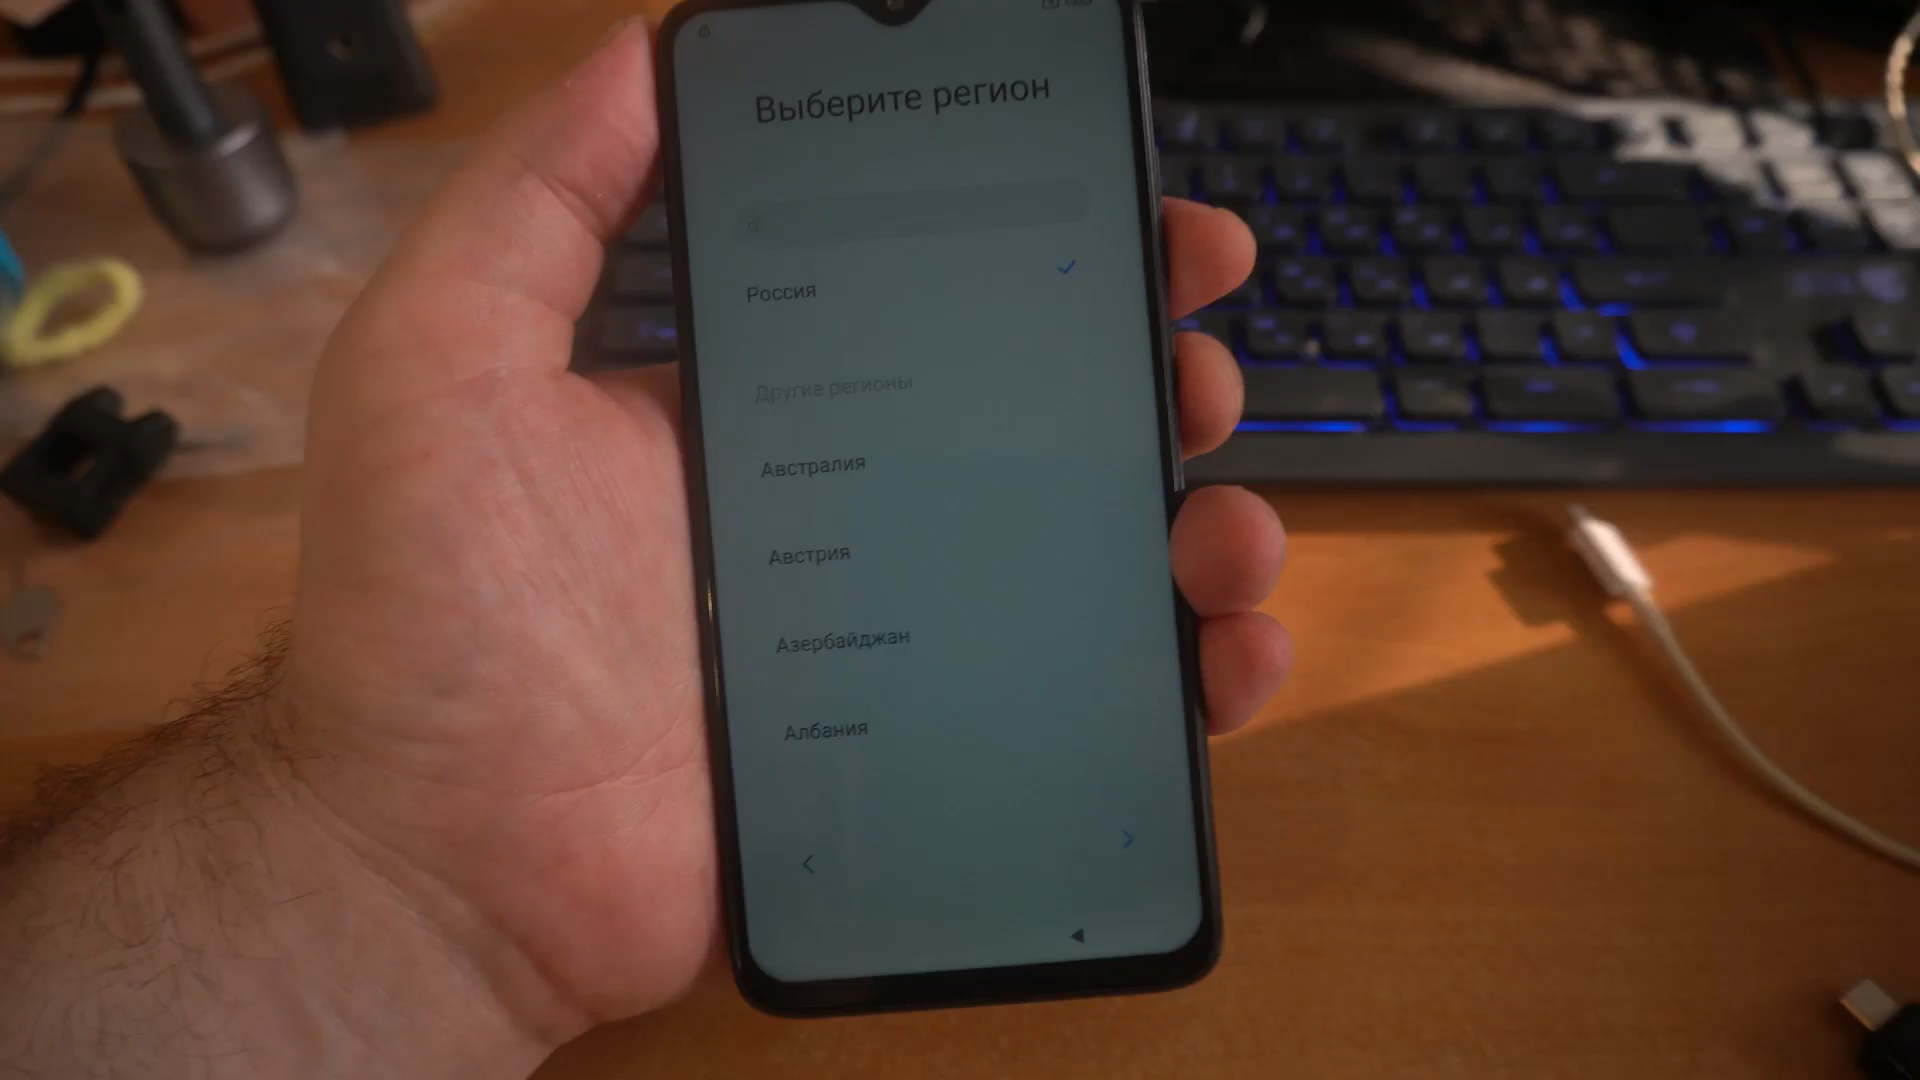 Выберите регион
Россия
Другие регионы
Австралия
Австрия
Азербайджан
Албания